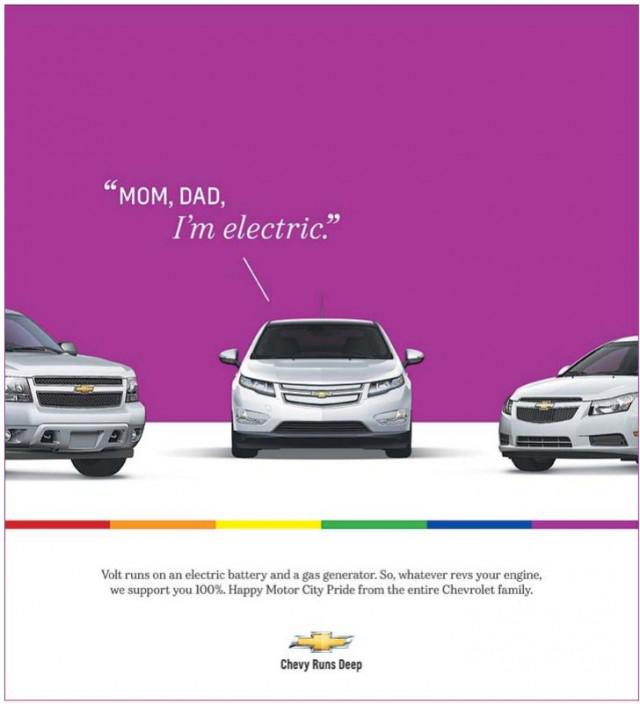 “MOM, DAD,
I’m electric.”
Volt runs on an electric battery and a gas generator. So, whatever revs your engine,
we support you 100%. Happy Motor City Pride from the entire Chevrolet family.
Chevy Runs Deep